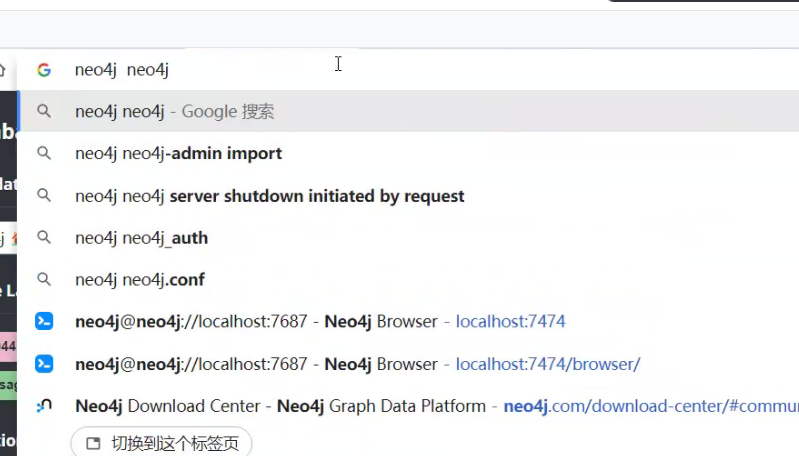 neo4j  neo4j
neo4j neo4j - Google 搜索
neo4j neo4j-admin import
neo4j neo4j server shutdown initiated by request
neo4j neo4j_auth
neo4j neo4j.conf
neo4j@neo4j://localhost:7687 - Neo4j Browser - localhost:7474
neo4j@neo4j://localhost:7687 - Neo4j Browser - localhost:7474/browser/
Neo4j Download Center - Neo4j Graph Data Platform - neo4j.com/download-center/#commu
切换到这个标签页